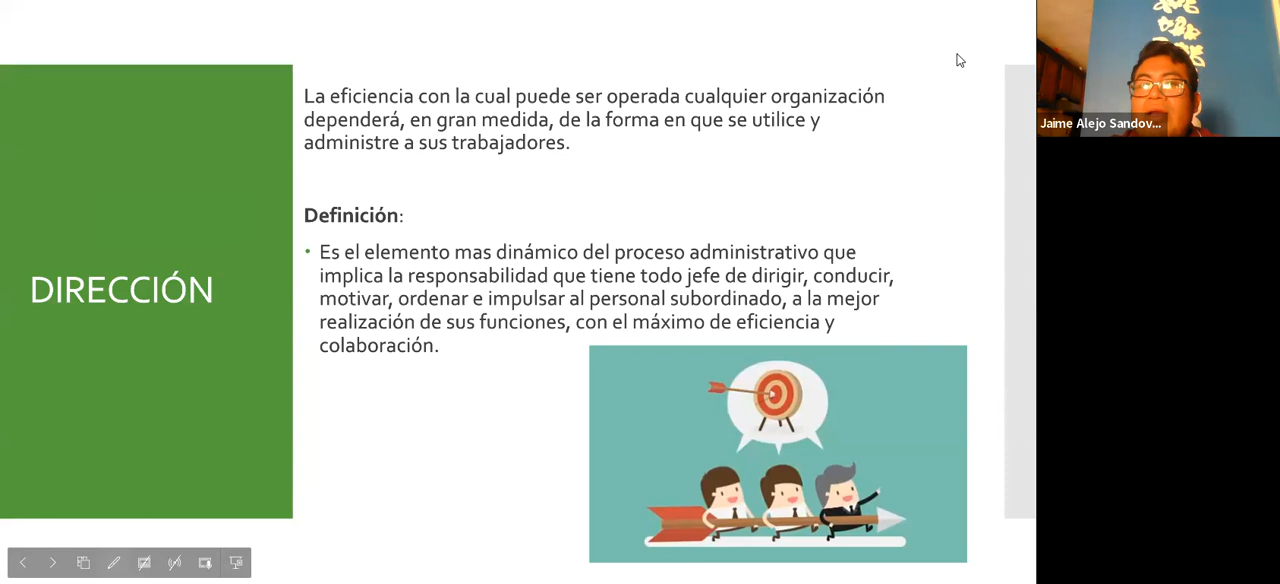 La eficiencia con la cual puede ser operada cualquier organización
dependerá, en gran medida, de la forma en que se utilice y
administre a sus trabajadores.
Definición:
• Es el elemento mas dinámico del proceso administrativo que
implica la responsabilidad que tiene todo jefe de dirigir, conducir,
motivar, ordenar e impulsar al personal subordinado, a la mejor
realización de sus funciones, con el máximo de eficiencia y
colaboración.
DIRECCIÓN
Jaime Alejo Sandov...